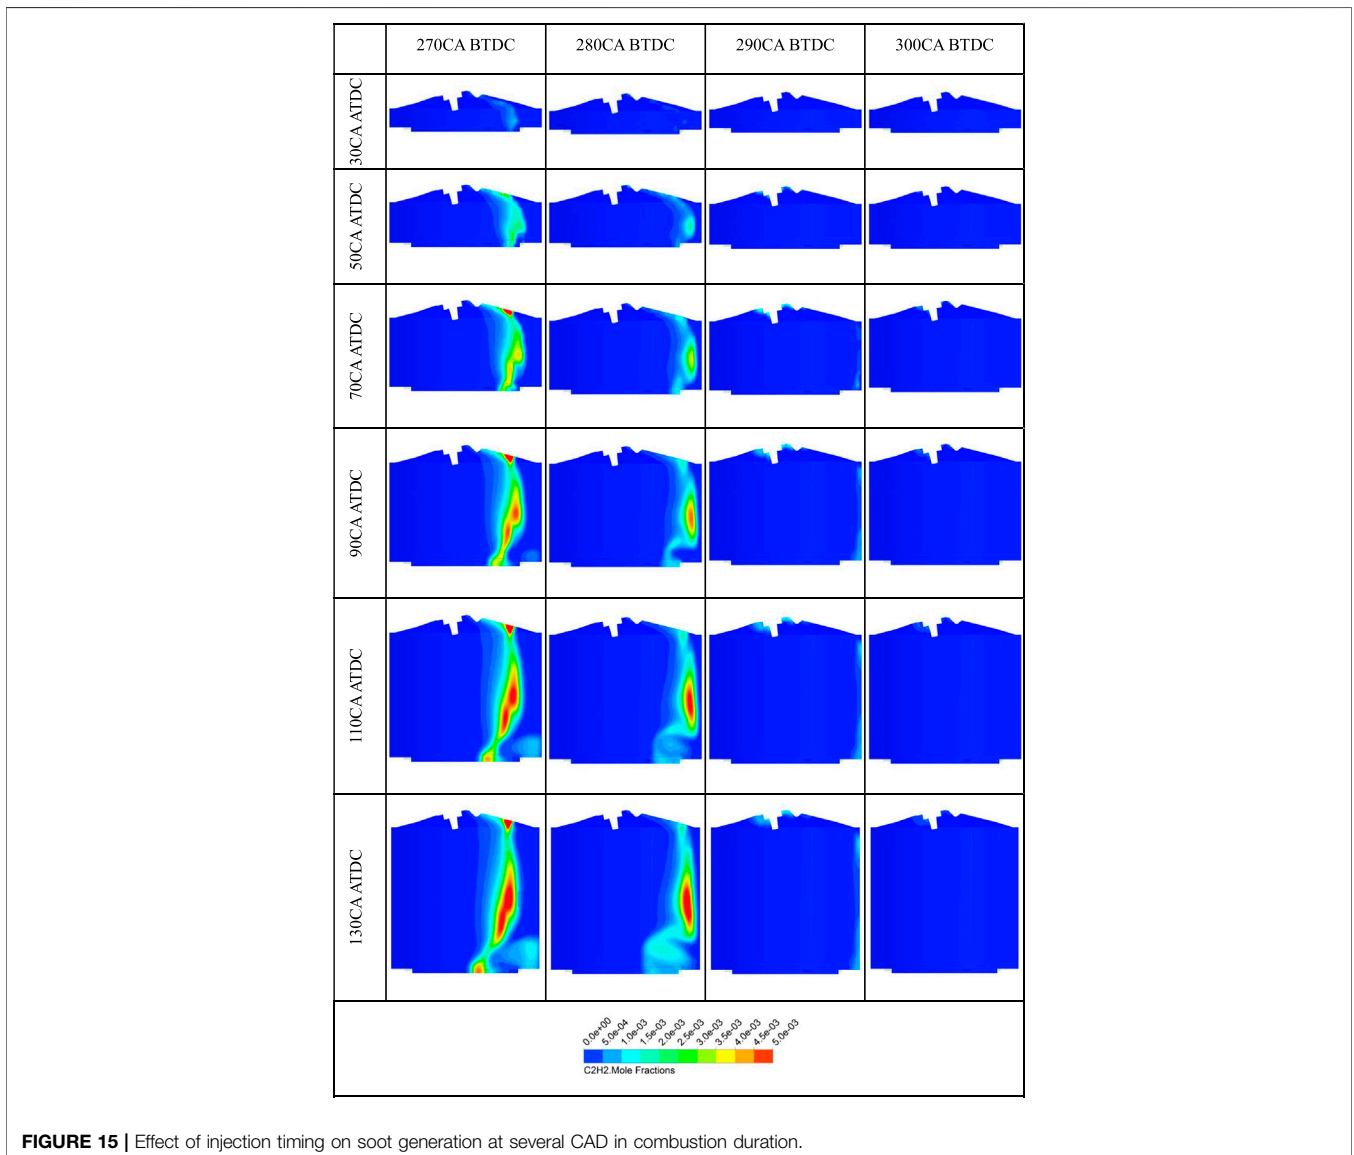 270CA BTDC 280CA BTDC 290CA BTDC 300CA BTDC
30CA ATDC
50CA ATDC
70CA ATDC
90CA ATDC
110CA ATDC
130CA ATDC
0.0e+00 5.0e-04 1.0e-03 1.5e-03 2.0e-03 2.5e-03 3.0e-03 3.5e-03 4.0e-03 4.5e-03 5.0e-03
C2H2.Mole Fractions
FIGURE 15 | Effect of injection timing on soot generation at several CAD in combustion duration.